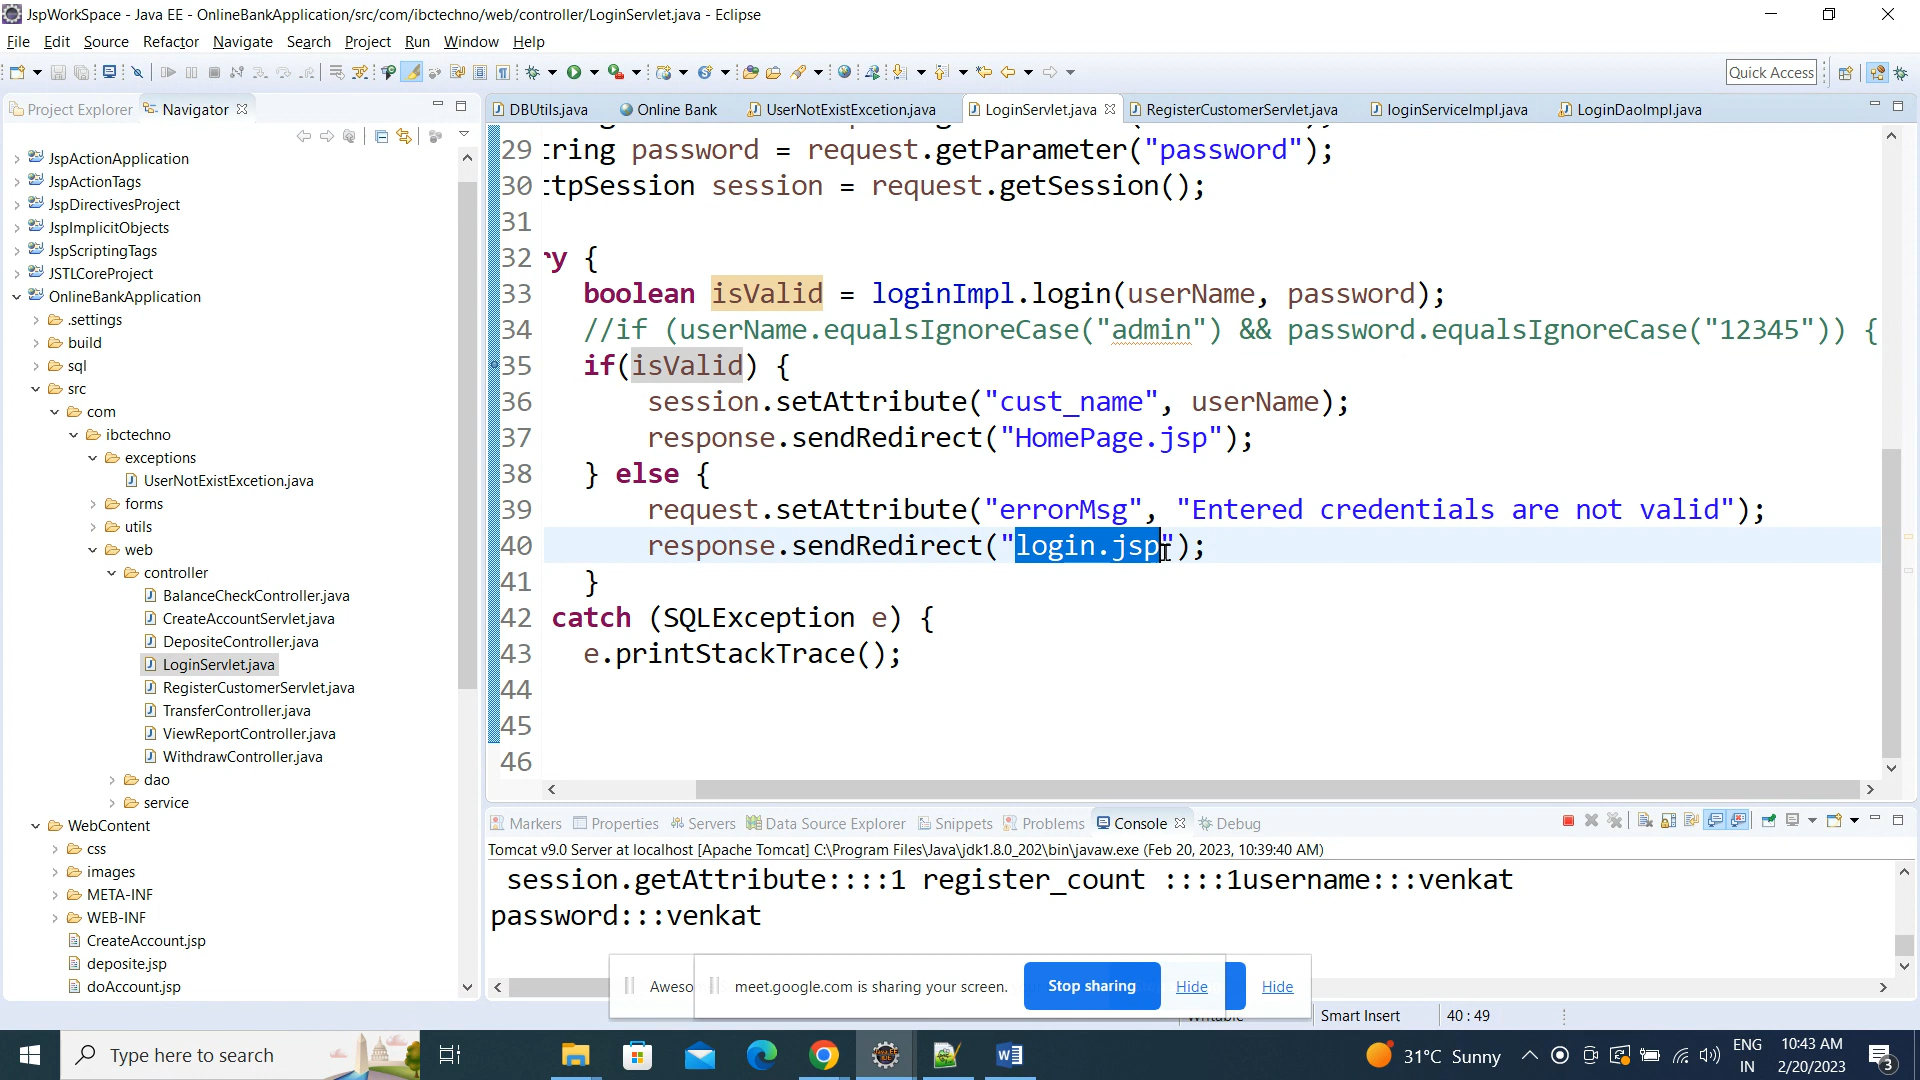 JspWorkSpace - Java EE - OnlineBankApplication/src/com/ibctechno/web/controller/LoginServlet.java - Eclipse
File Edit Source Refactor Navigate Search Project Run Window Help
Quick Access
Project Explorer Navigator
DBUtils.java Online Bank UserNotExistExcetion.java LoginServlet.java RegisterCustomerServlet.java loginServiceImpl.java LoginDaoImpl.java
JspActionApplication
JspActionTags
JspDirectivesProject
JspImplicitObjects
JspScriptingTags
JSTLCoreProject
OnlineBankApplication
.settings
build
sql
src
com
ibctechno
exceptions
UserNotExistExcetion.java
forms
utils
web
controller
BalanceCheckController.java
CreateAccountServlet.java
DepositeController.java
LoginServlet.java
RegisterCustomerServlet.java
TransferController.java
ViewReportController.java
WithdrawController.java
dao
service
WebContent
css
images
META-INF
WEB-INF
CreateAccount.jsp
deposite.jsp
doAccount.jsp
29 tring password = request.getParameter("password");
30 ttpSession session = request.getSession();
31
32 ry {
33 boolean isValid = loginImpl.login(userName, password);
34 //if (userName.equalsIgnoreCase("admin") && password.equalsIgnoreCase("12345")) {
35 if(isValid) {
36 session.setAttribute("cust_name", userName);
37 response.sendRedirect("HomePage.jsp");
38 } else {
39 request.setAttribute("errorMsg", "Entered credentials are not valid");
40 response.sendRedirect("login.jsp");
41 }
42 catch (SQLException e) {
43 e.printStackTrace();
44
45
46
Markers Properties Servers Data Source Explorer Snippets Problems Console Debug
Tomcat v9.0 Server at localhost [Apache Tomcat] C:\Program Files\Java\jdk1.8.0_202\bin\javaw.exe (Feb 20, 2023, 10:39:40 AM)
session.getAttribute::::1 register_count ::::1username:::venkat
password:::venkat
Aweso meet.google.com is sharing your screen. Stop sharing Hide Hide
Writable Smart Insert 40 : 49
Type here to search 31°C Sunny ENG IN 10:43 AM 2/20/2023 3